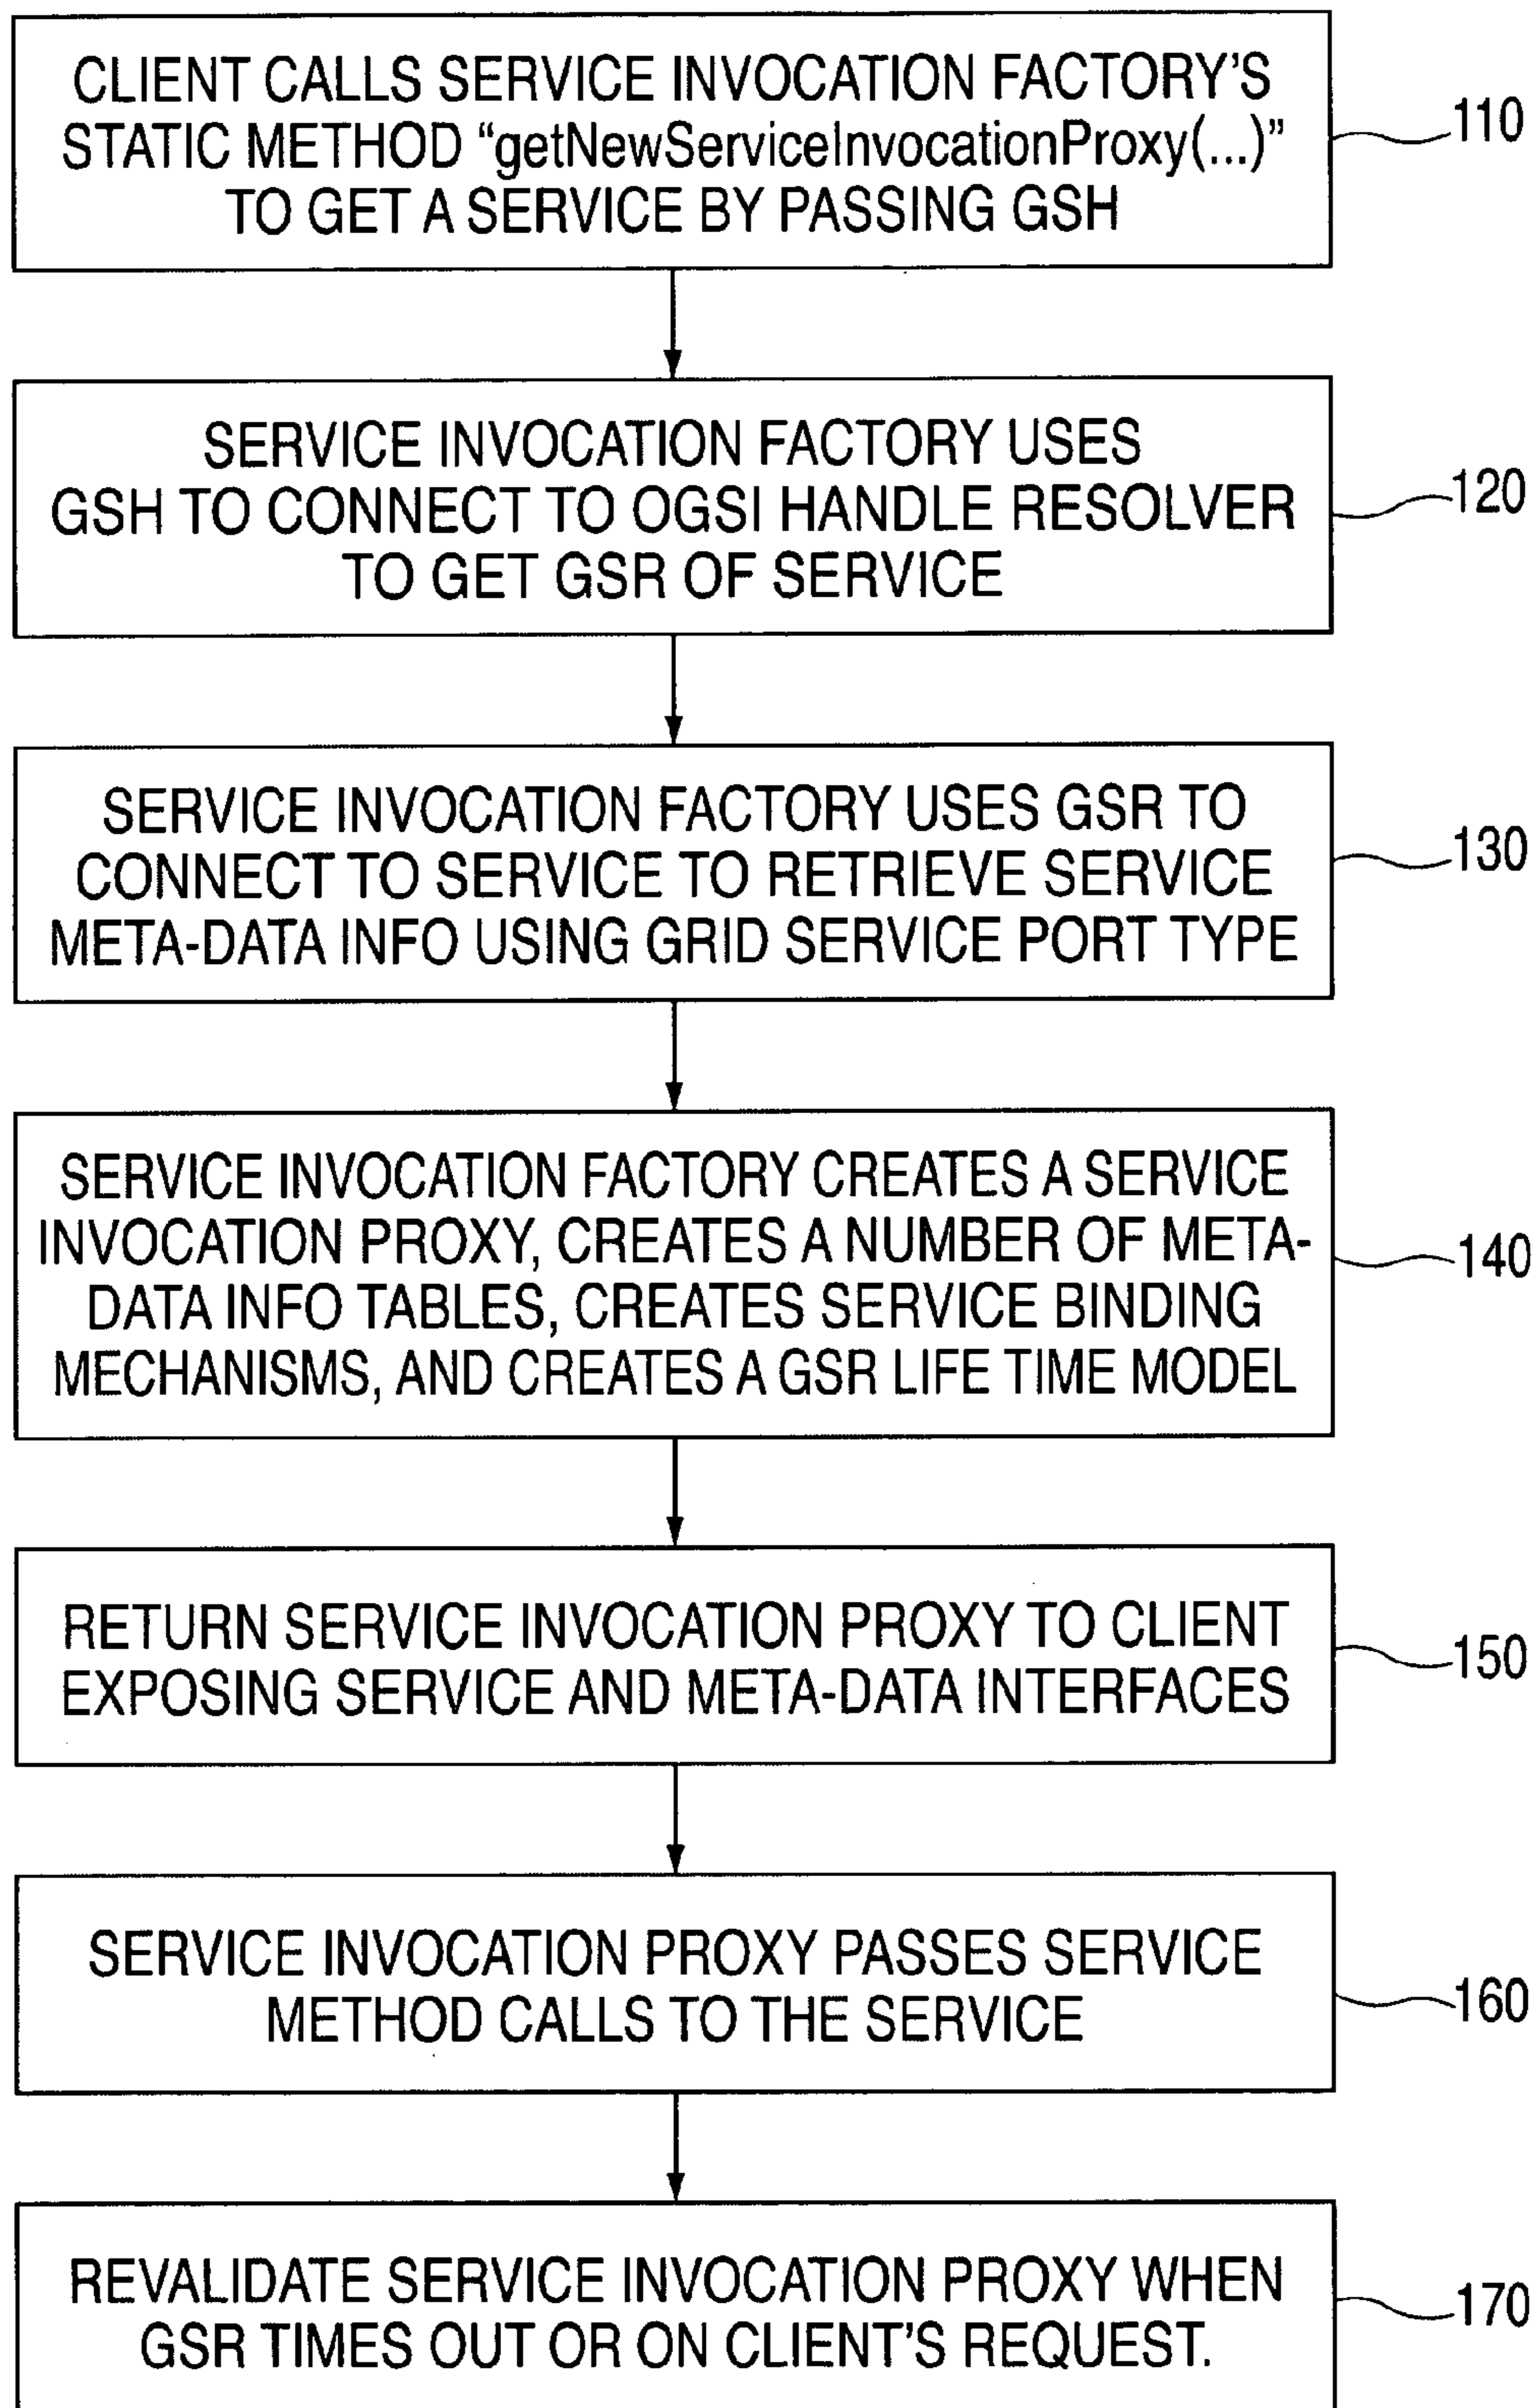 CLIENT CALLS SERVICE INVOCATION FACTORY'S
STATIC METHOD “getNewServiceInvocationProxy(...)”
TO GET A SERVICE BY PASSING GSH
110
SERVICE INVOCATION FACTORY USES
GSH TO CONNECT TO OGSI HANDLE RESOLVER
TO GET GSR OF SERVICE
120
SERVICE INVOCATION FACTORY USES GSR TO
CONNECT TO SERVICE TO RETRIEVE SERVICE
META-DATA INFO USING GRID SERVICE PORT TYPE
130
SERVICE INVOCATION FACTORY CREATES A SERVICE
INVOCATION PROXY, CREATES A NUMBER OF META-
DATA INFO TABLES, CREATES SERVICE BINDING
MECHANISMS, AND CREATES A GSR LIFE TIME MODEL
140
RETURN SERVICE INVOCATION PROXY TO CLIENT
EXPOSING SERVICE AND META-DATA INTERFACES
150
SERVICE INVOCATION PROXY PASSES SERVICE
METHOD CALLS TO THE SERVICE
160
REVALIDATE SERVICE INVOCATION PROXY WHEN
GSR TIMES OUT OR ON CLIENT'S REQUEST.
170